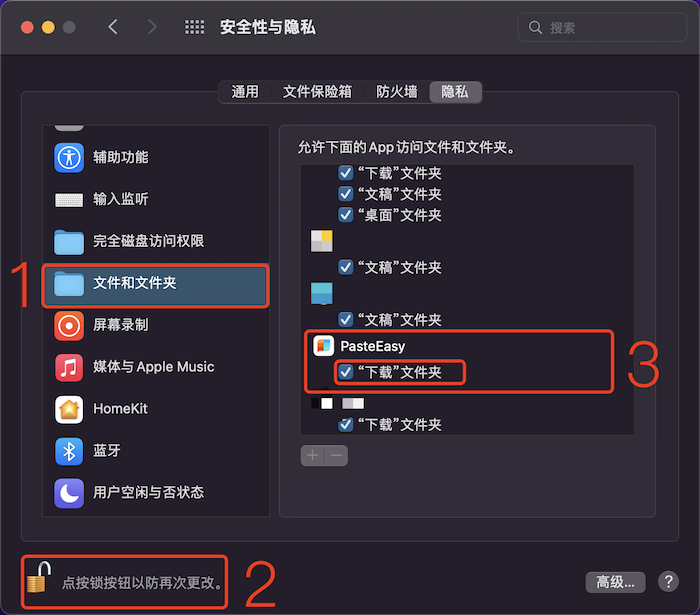 安全性与隐私
搜索
通用
文件保险箱
防火墙
隐私
辅助功能
输入监听
完全磁盘访问权限
文件和文件夹
屏幕录制
媒体与 Apple Music
HomeKit
蓝牙
用户空闲与否状态
1
允许下面的 App 访问文件和文件夹。
“下载”文件夹
“文稿”文件夹
“桌面”文件夹
“文稿”文件夹
“文稿”文件夹
PasteEasy
“下载”文件夹
3
“下载”文件夹
点按锁按钮以防再次更改。
2
高级...
?